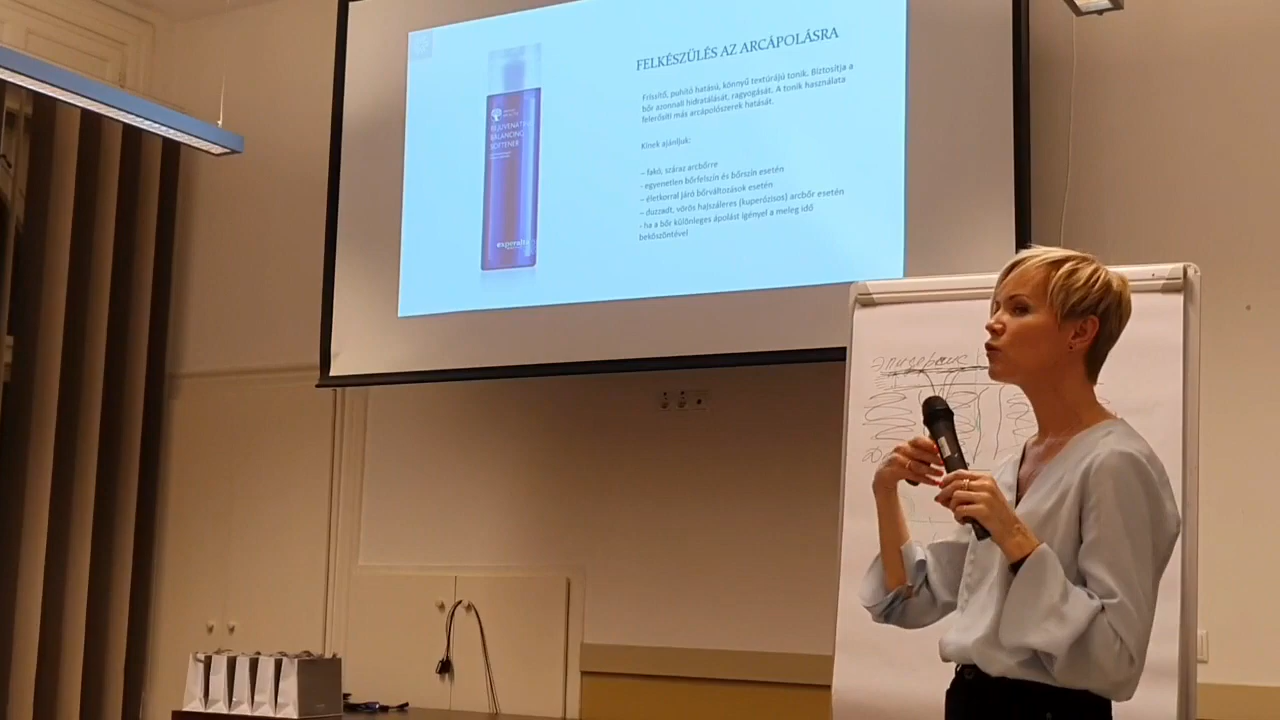 FELKÉSZÜLÉS AZ ARCÁPOLÁSRA
Frissítő, puhító hatású, könnyű textúrájú tonik. Biztosítja a
bőr azonnali hidratálását, ragyogását. A tonik használata
felerősíti más arcápolószerek hatását.
Kinek ajánljuk:
– fakó, száraz arcbőrre
- egyenetlen bőrfelszín és bőrszín esetén
– életkorral járó bőrváltozások esetén
– duzzadt, vörös hajszáleres (kuperózisos) arcbőr esetén
- ha a bőr különleges ápolást igényel a meleg idő
beköszöntével
REJUVENATING
BALANCING
SOFTENER
experalta
эпидермис